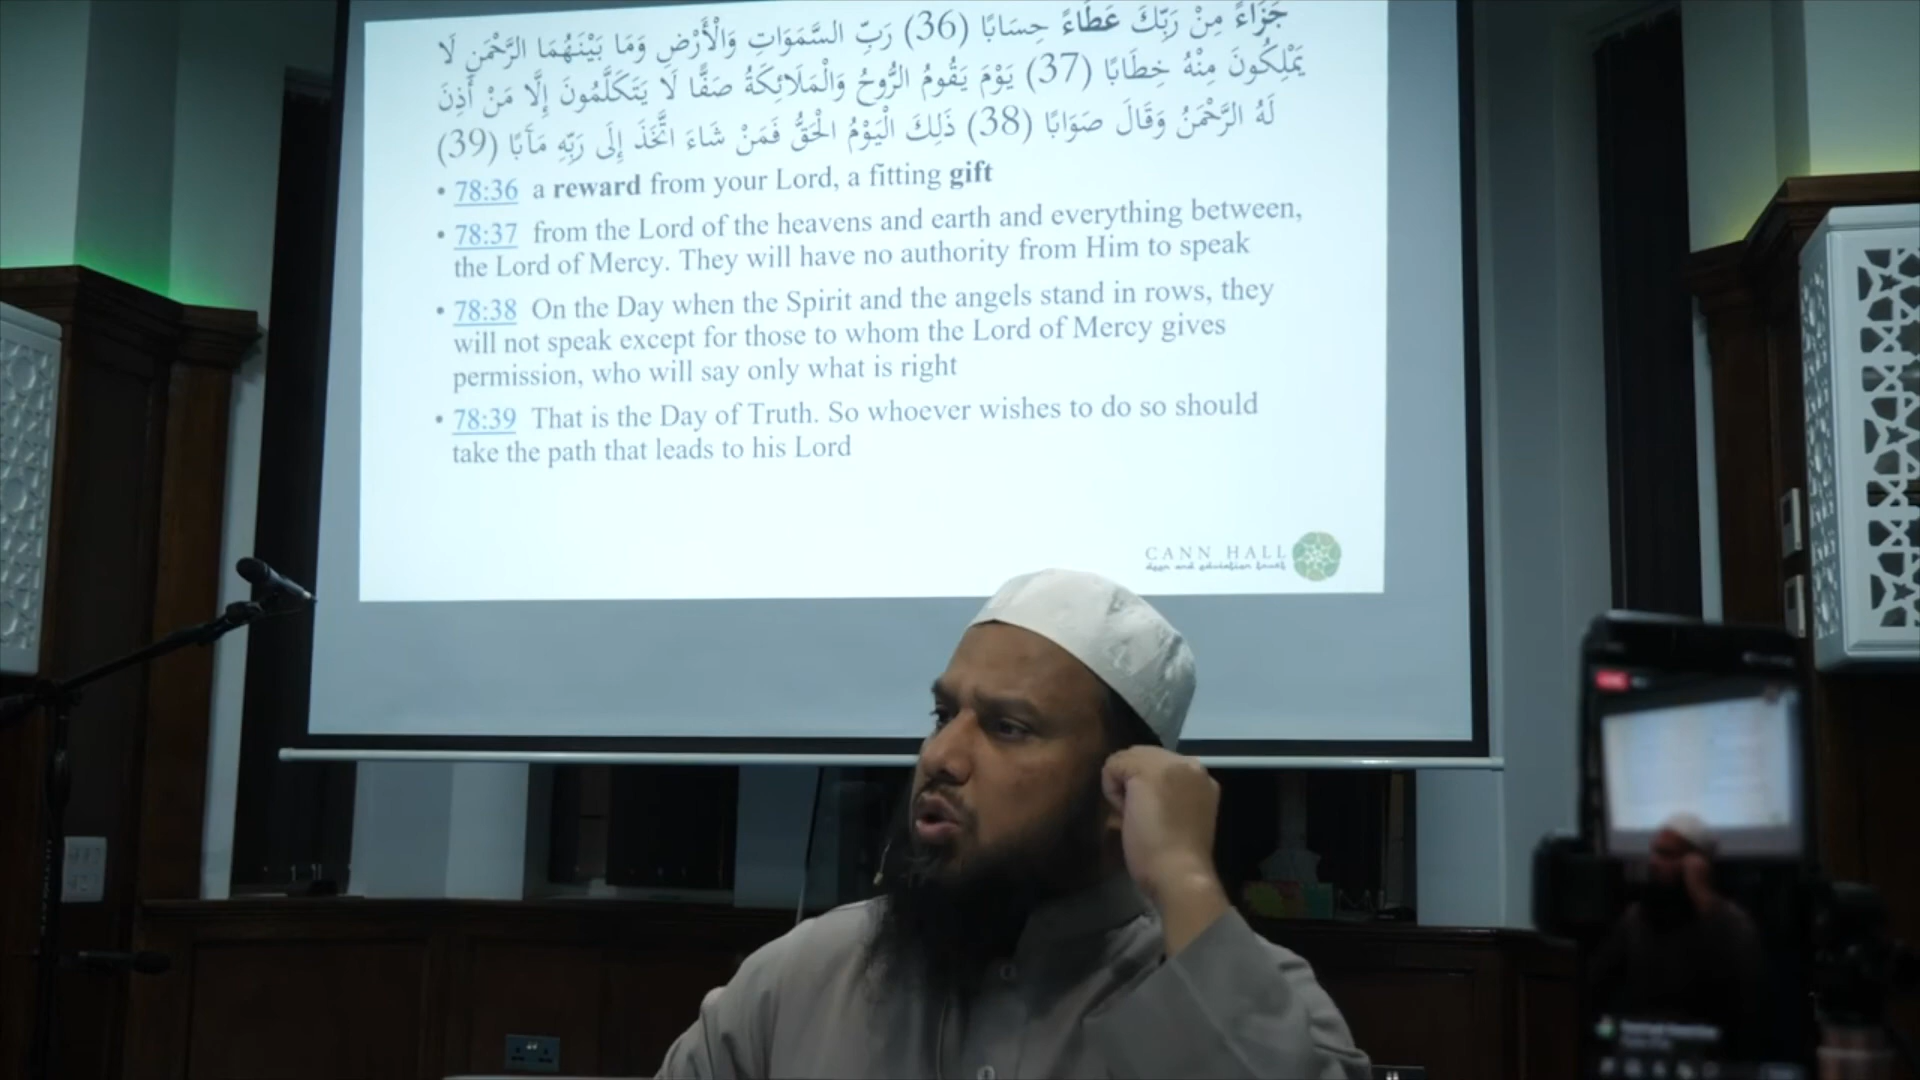 جَزَاءً مِنْ رَبِّكَ عَطَاءً حِسَابًا (36) رَبِّ السَّمَوَاتِ وَالْأَرْضِ وَمَا بَيْنَهُمَا الرَّحْمَنِ لَا
يَمْلِكُونَ مِنْهُ خِطَابًا (37) يَوْمَ يَقُومُ الرُّوحُ وَالْمَلَائِكَةُ صَفًّا لَا يَتَكَلَّمُونَ إِلَّا مَنْ أَذِنَ
لَهُ الرَّحْمَنُ وَقَالَ صَوَابًا (38) ذَلِكَ الْيَوْمُ الْحَقُّ فَمَنْ شَاءَ اتَّخَذَ إِلَى رَبِّهِ مَآبًا (39)
• 78:36 a reward from your Lord, a fitting gift
• 78:37 from the Lord of the heavens and earth and everything between,
the Lord of Mercy. They will have no authority from Him to speak
• 78:38 On the Day when the Spirit and the angels stand in rows, they
will not speak except for those to whom the Lord of Mercy gives
permission, who will say only what is right
• 78:39 That is the Day of Truth. So whoever wishes to do so should
take the path that leads to his Lord
CANN HALL
deen and education trust